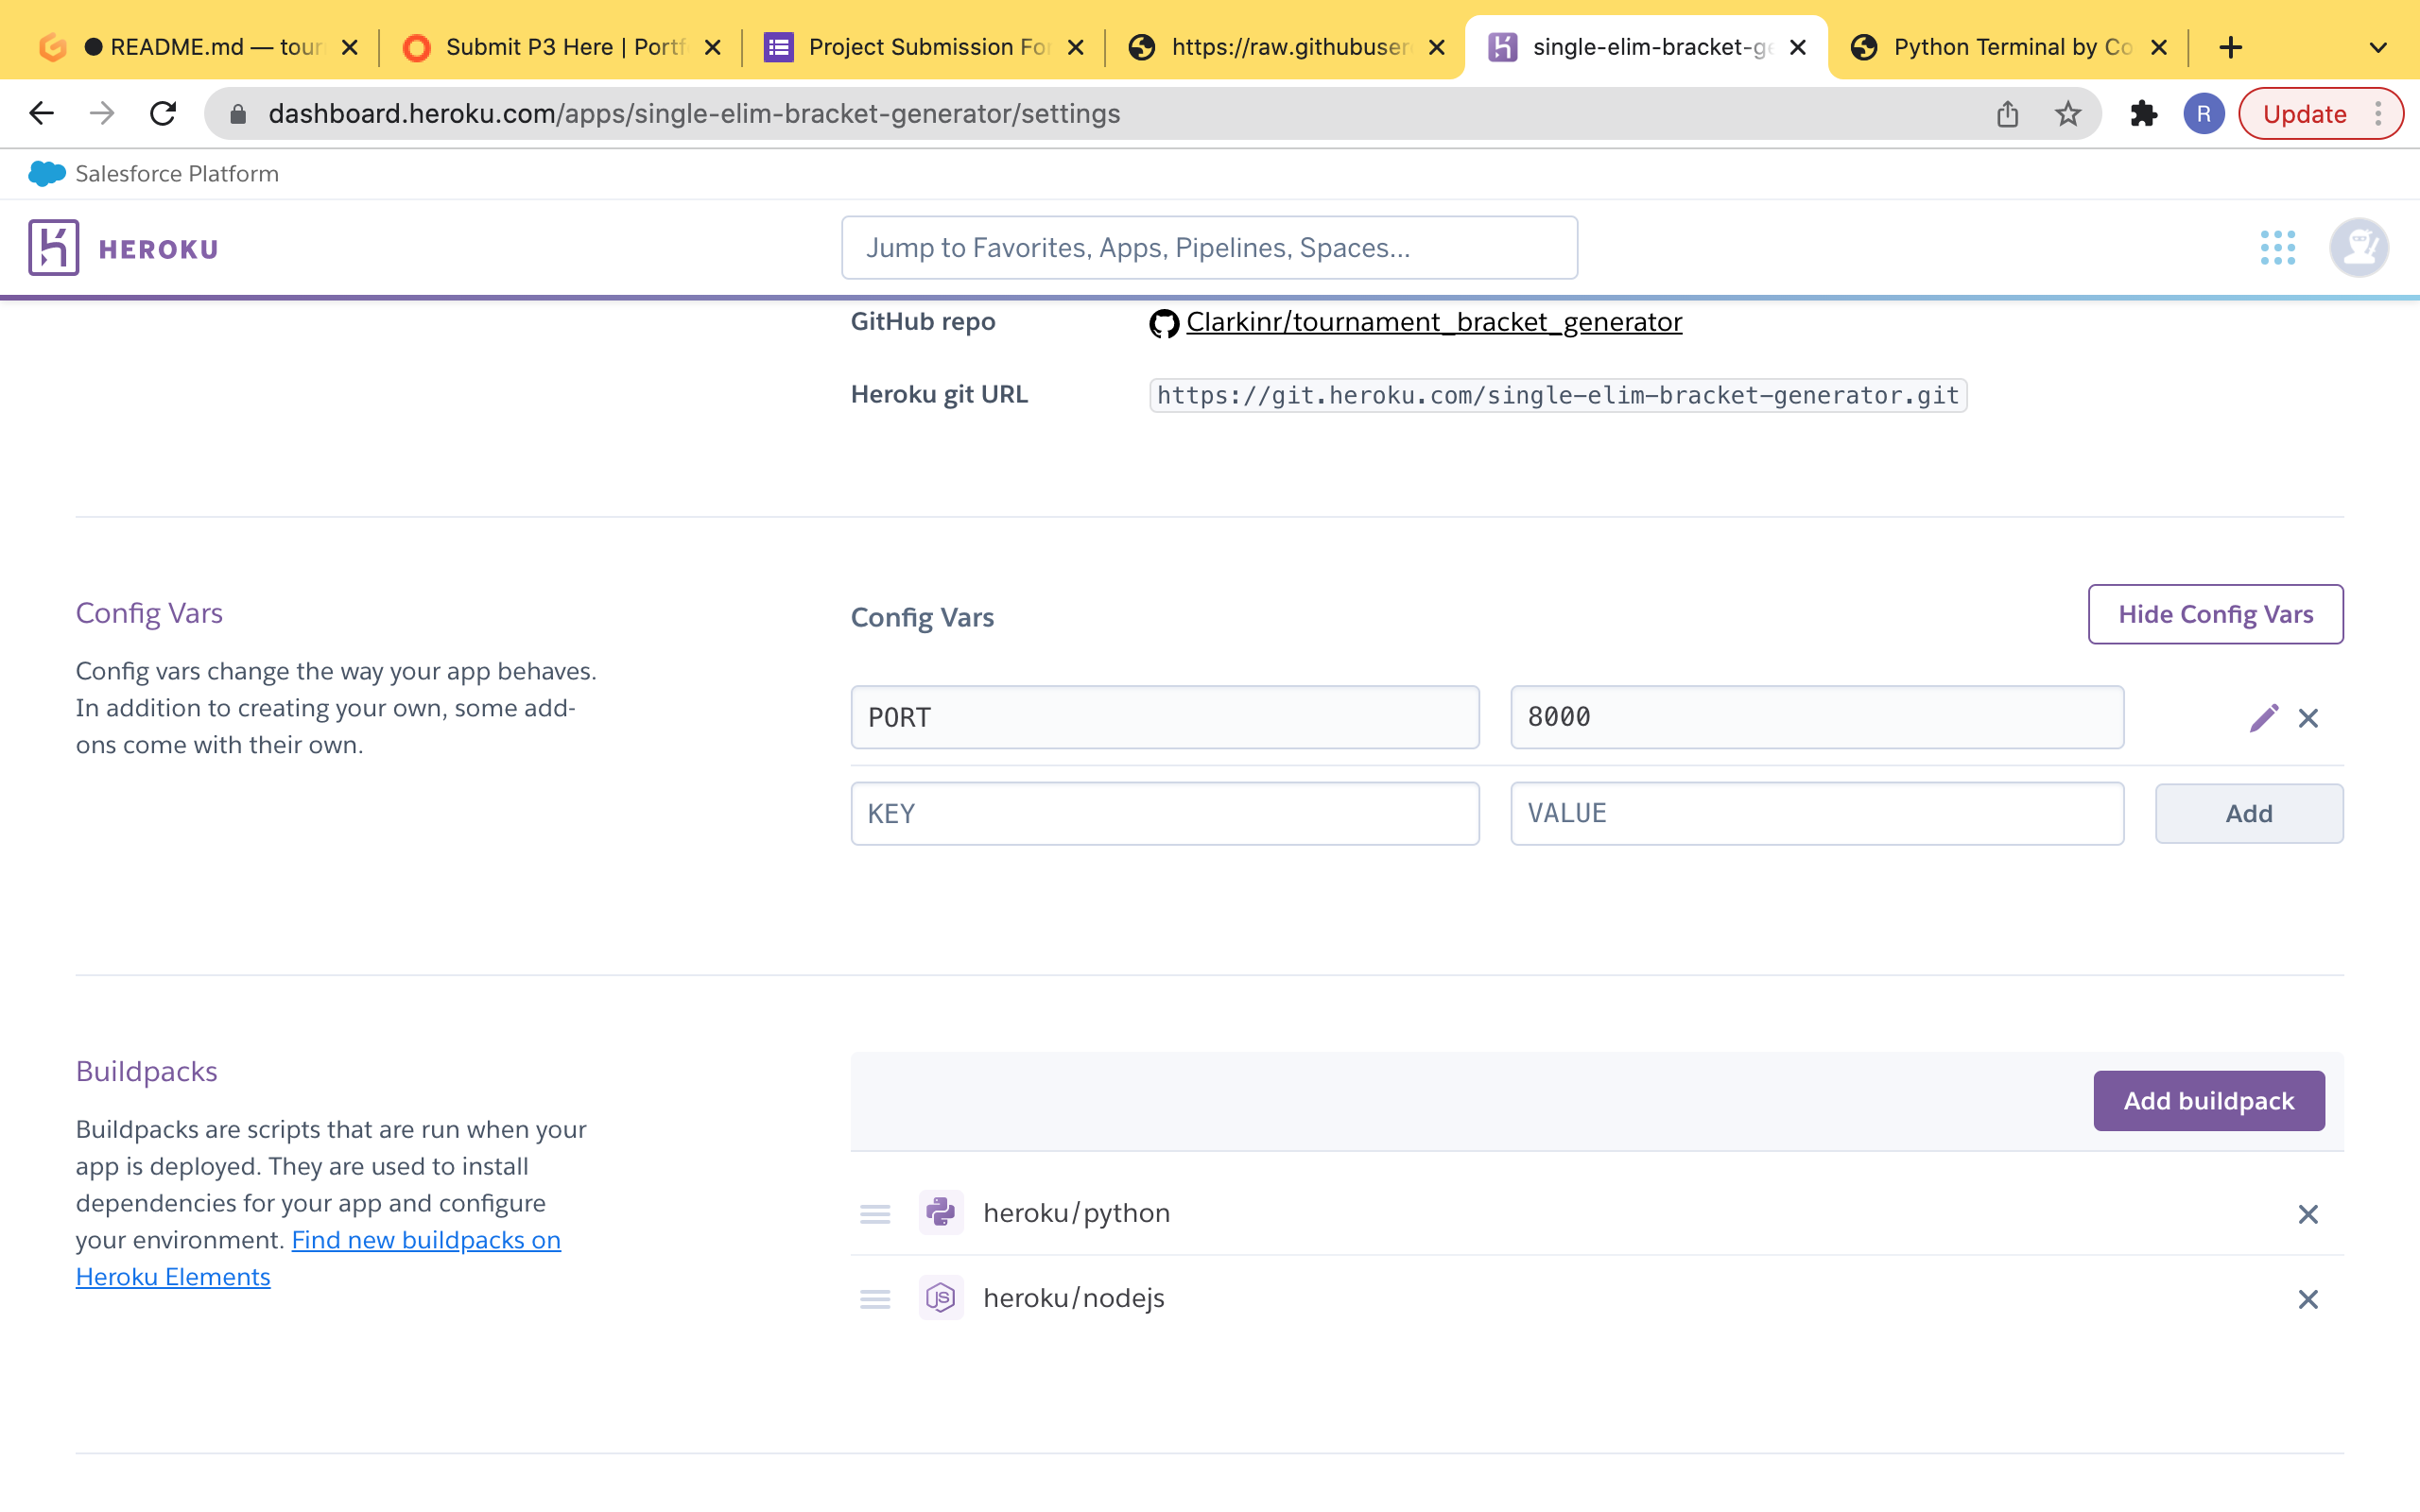 README.md — tour
Submit P3 Here | Portf
Project Submission For
https://raw.githubuser
single-elim-bracket-ge
Python Terminal by Co
dashboard.heroku.com/apps/single-elim-bracket-generator/settings
R
Update
Salesforce Platform
HEROKU
Jump to Favorites, Apps, Pipelines, Spaces...
GitHub repo
Clarkinr/tournament_bracket_generator
Heroku git URL
https://git.heroku.com/single-elim-bracket-generator.git
Config Vars
Config vars change the way your app behaves.
In addition to creating your own, some add-
ons come with their own.
Config Vars
Hide Config Vars
PORT
8000
KEY
VALUE
Add
Buildpacks
Buildpacks are scripts that are run when your
app is deployed. They are used to install
dependencies for your app and configure
your environment. Find new buildpacks on
Heroku Elements
Add buildpack
heroku/python
JS
heroku/nodejs